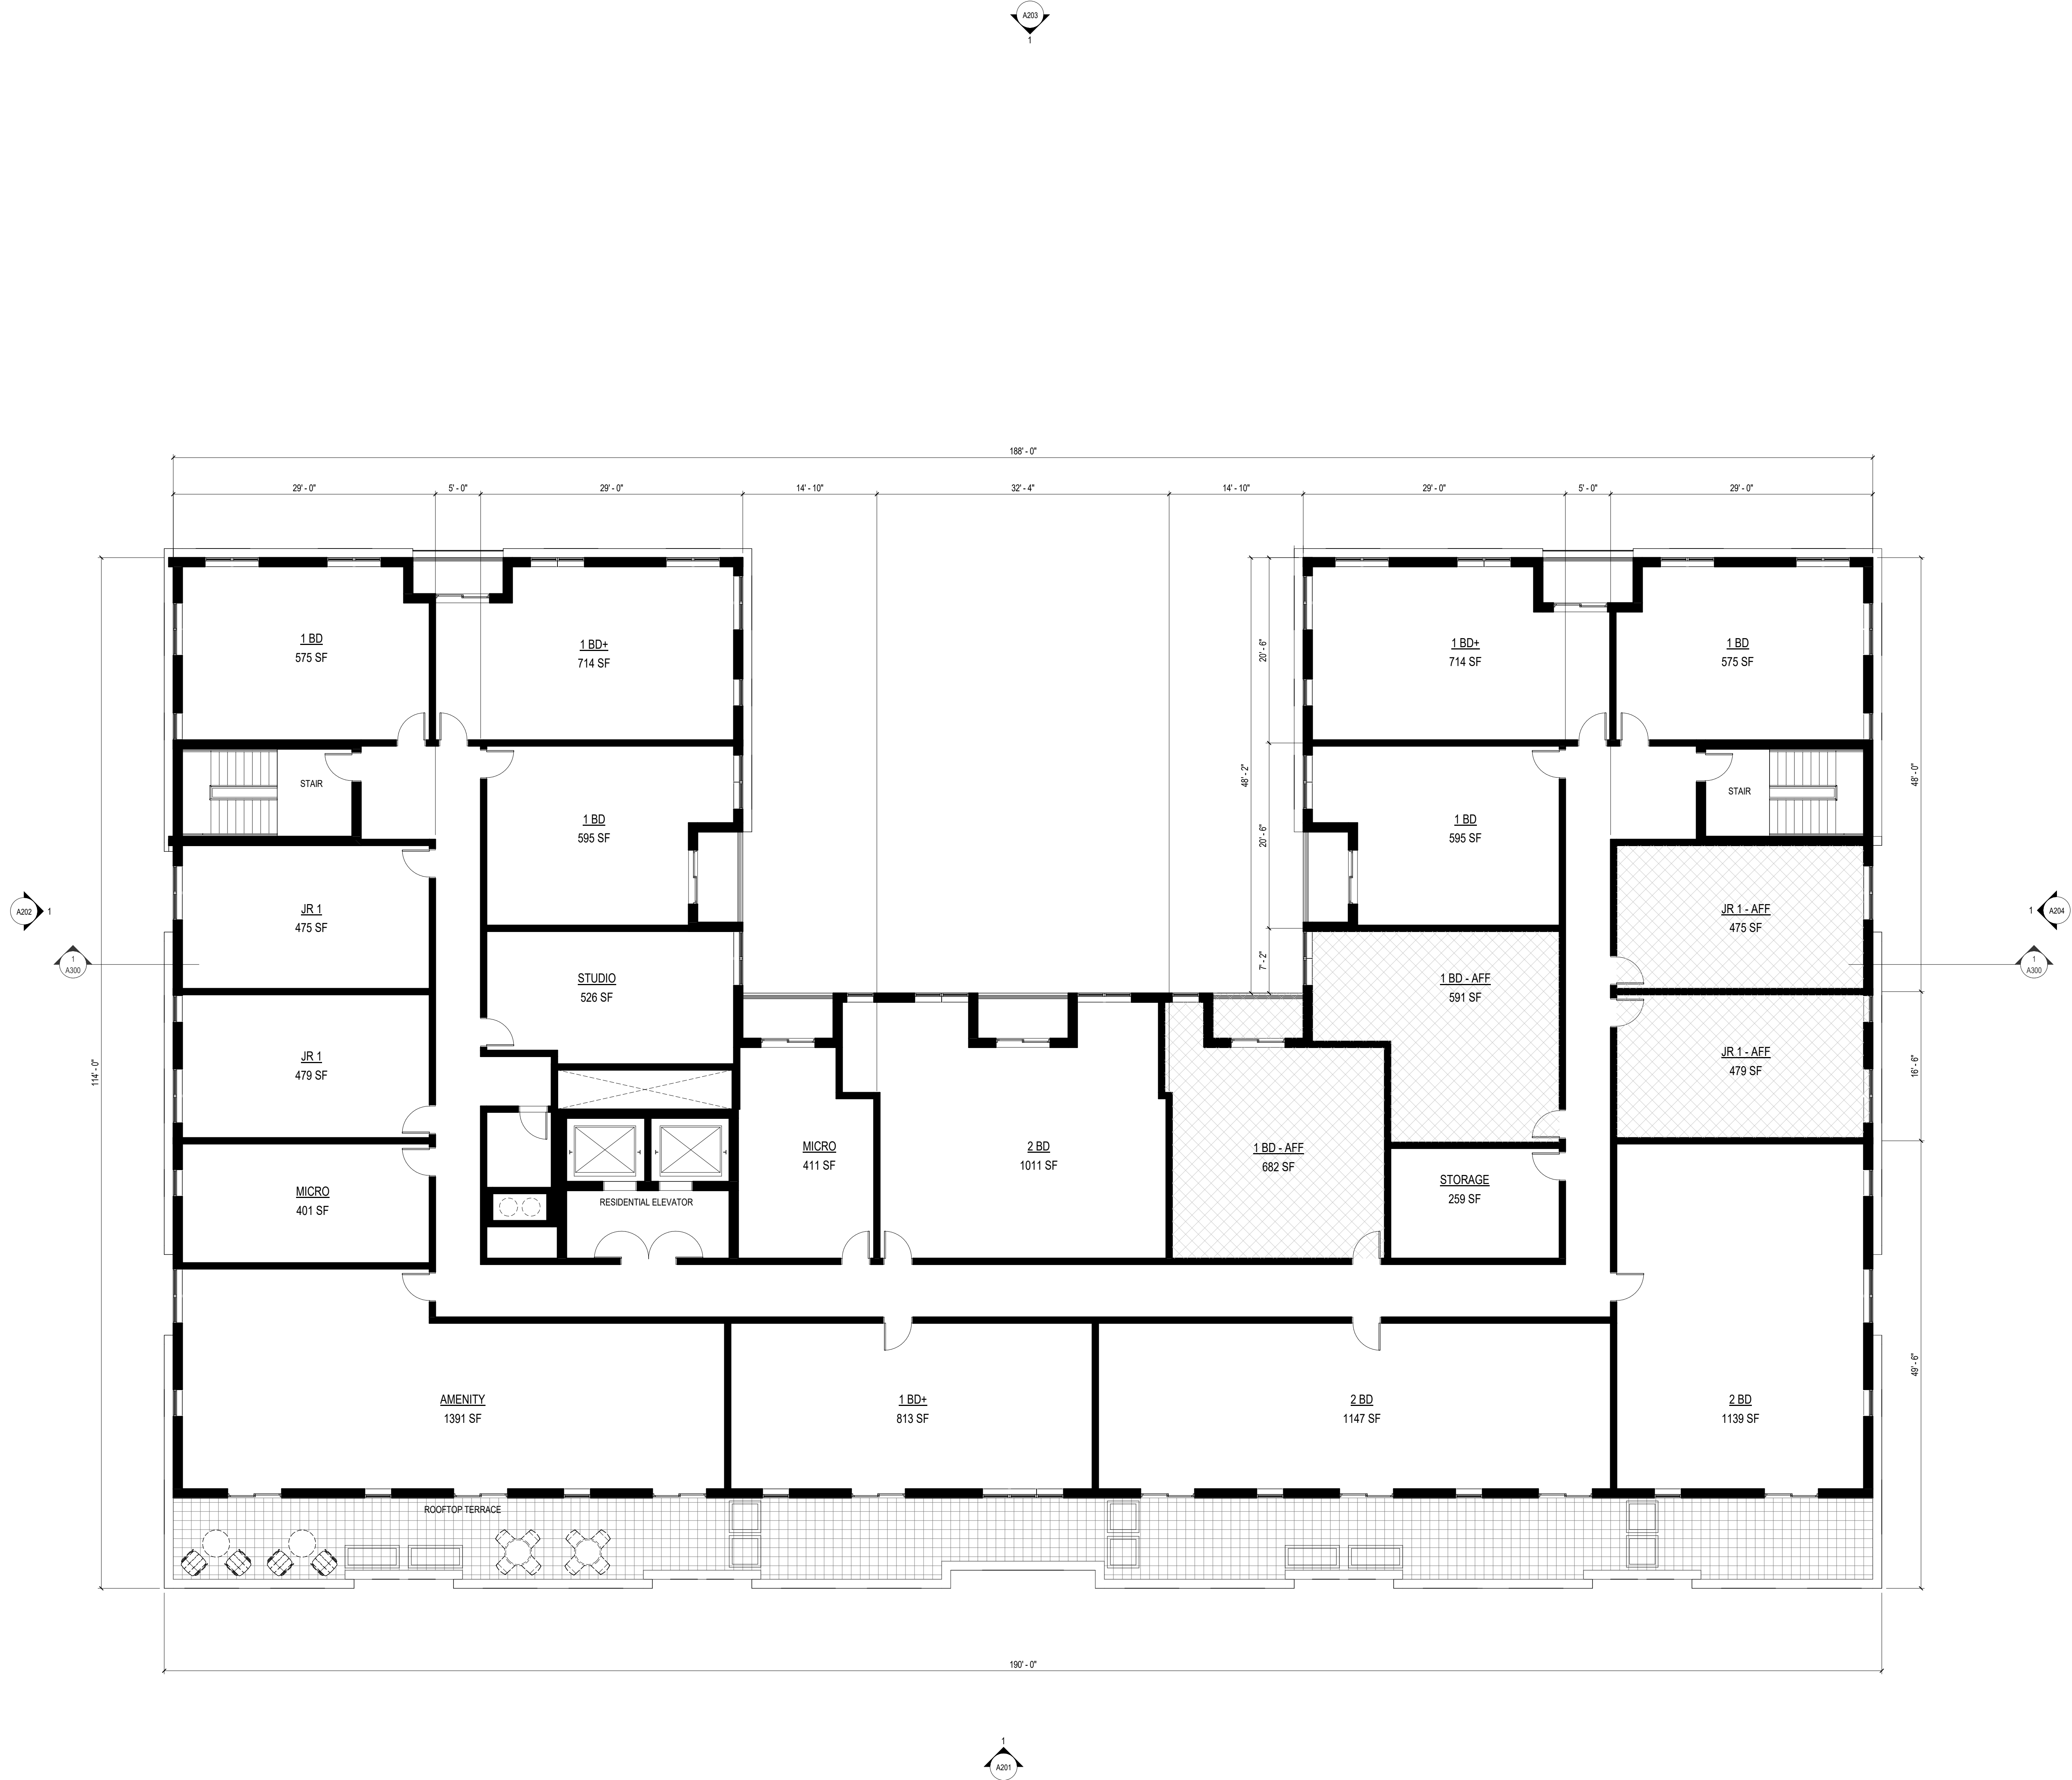 A203
1
188' - 0"
29' - 0"
5' - 0"
29' - 0"
14' - 10"
32' - 4"
14' - 10"
29' - 0"
5' - 0"
29' - 0"
1 BD
575 SF
1 BD+
714 SF
20' - 6"
1 BD+
714 SF
1 BD
575 SF
STAIR
48' - 2"
48' - 0"
STAIR
1 BD
595 SF
20' - 6"
1 BD
595 SF
A202
1
JR 1
475 SF
JR 1 - AFF
475 SF
1
A204
1
A300
STUDIO
526 SF
7' - 2"
1 BD - AFF
591 SF
1
A300
114' - 0"
JR 1
479 SF
JR 1 - AFF
479 SF
16' - 6"
MICRO
401 SF
RESIDENTIAL ELEVATOR
MICRO
411 SF
2 BD
1011 SF
1 BD - AFF
682 SF
STORAGE
259 SF
49' - 6"
AMENITY
1391 SF
1 BD+
813 SF
2 BD
1147 SF
2 BD
1139 SF
ROOFTOP TERRACE
190' - 0"
1
A201